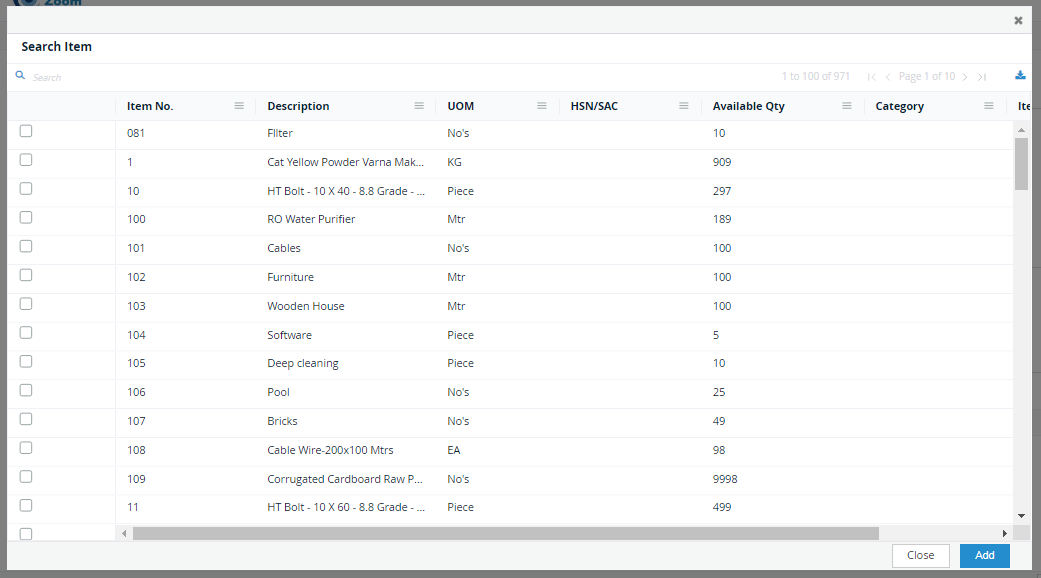 Zoom
Search Item
Search 1 to 100 of 971 Page 1 of 10
Item No. Description UOM HSN/SAC Available Qty Category Ite
081 FIlter No's 10
1 Cat Yellow Powder Varna Mak... KG 909
10 HT Bolt - 10 X 40 - 8.8 Grade - ... Piece 297
100 RO Water Purifier Mtr 189
101 Cables No's 100
102 Furniture Mtr 100
103 Wooden House Mtr 100
104 Software Piece 5
105 Deep cleaning Piece 10
106 Pool No's 25
107 Bricks No's 49
108 Cable Wire-200x100 Mtrs EA 98
109 Corrugated Cardboard Raw P... No's 9998
11 HT Bolt - 10 X 60 - 8.8 Grade - ... Piece 499
Close Add